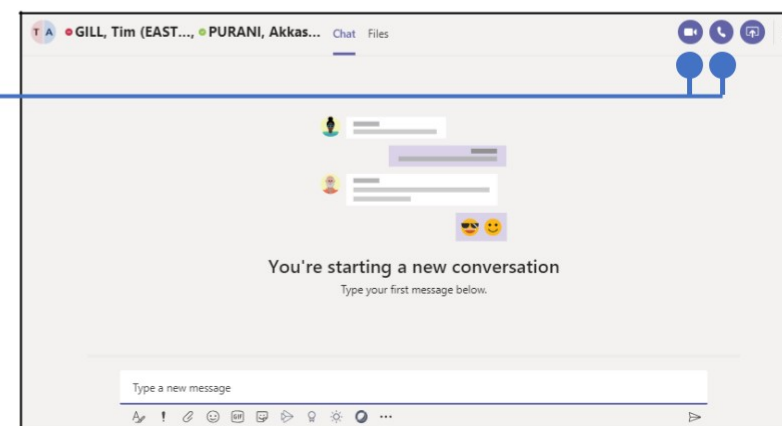 T A GILL, Tim (EAST..., PURANI, Akkas... Chat Files
You're starting a new conversation
Type your first message below.
Type a new message
GIF